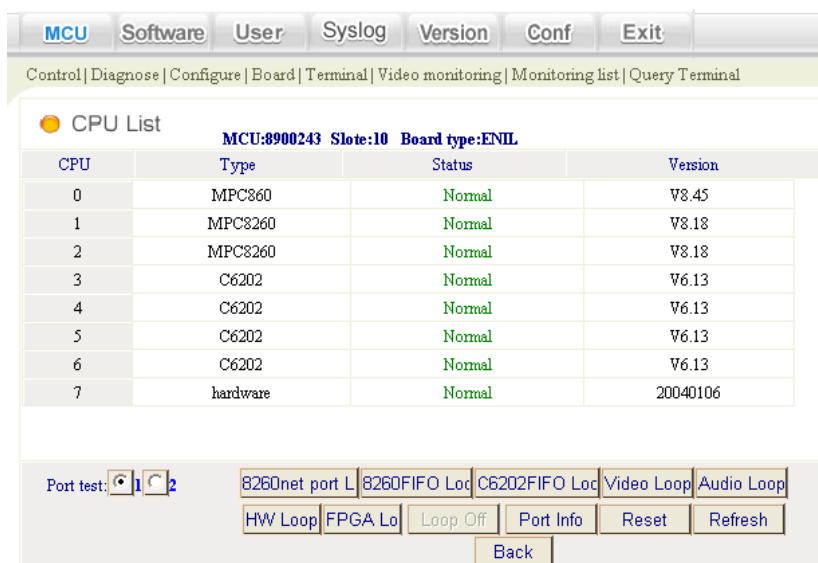 MCU Software User Syslog Version Conf Exit
Control | Diagnose | Configure | Board | Terminal | Video monitoring | Monitoring list | Query Terminal
CPU List
MCU:8900243 Slote:10 Board type:ENIL
CPU Type Status Version
0 MPC860 Normal V8.45
1 MPC8260 Normal V8.18
2 MPC8260 Normal V8.18
3 C6202 Normal V6.13
4 C6202 Normal V6.13
5 C6202 Normal V6.13
6 C6202 Normal V6.13
7 hardware Normal 20040106
Port test: 1 2 8260net port L 8260FIFO Loc C6202FIFO Loc Video Loop Audio Loop
HW Loop FPGA Lo Loop Off Port Info Reset Refresh
Back